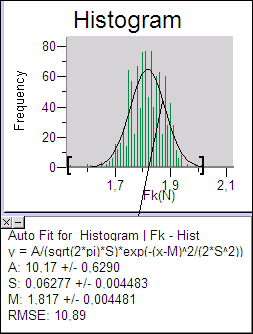 Histogram
Frequency
80
60
40
20
0
1,7
1,9
2,1
Fk(N)
Auto Fit for Histogram | Fk - Hist
y = A/(sqrt(2*pi)*S)*exp(-(x-M)^2/(2*S^2))
A: 10.17 +/- 0.6290
S: 0.06277 +/- 0.004483
M: 1.817 +/- 0.004481
RMSE: 10.89